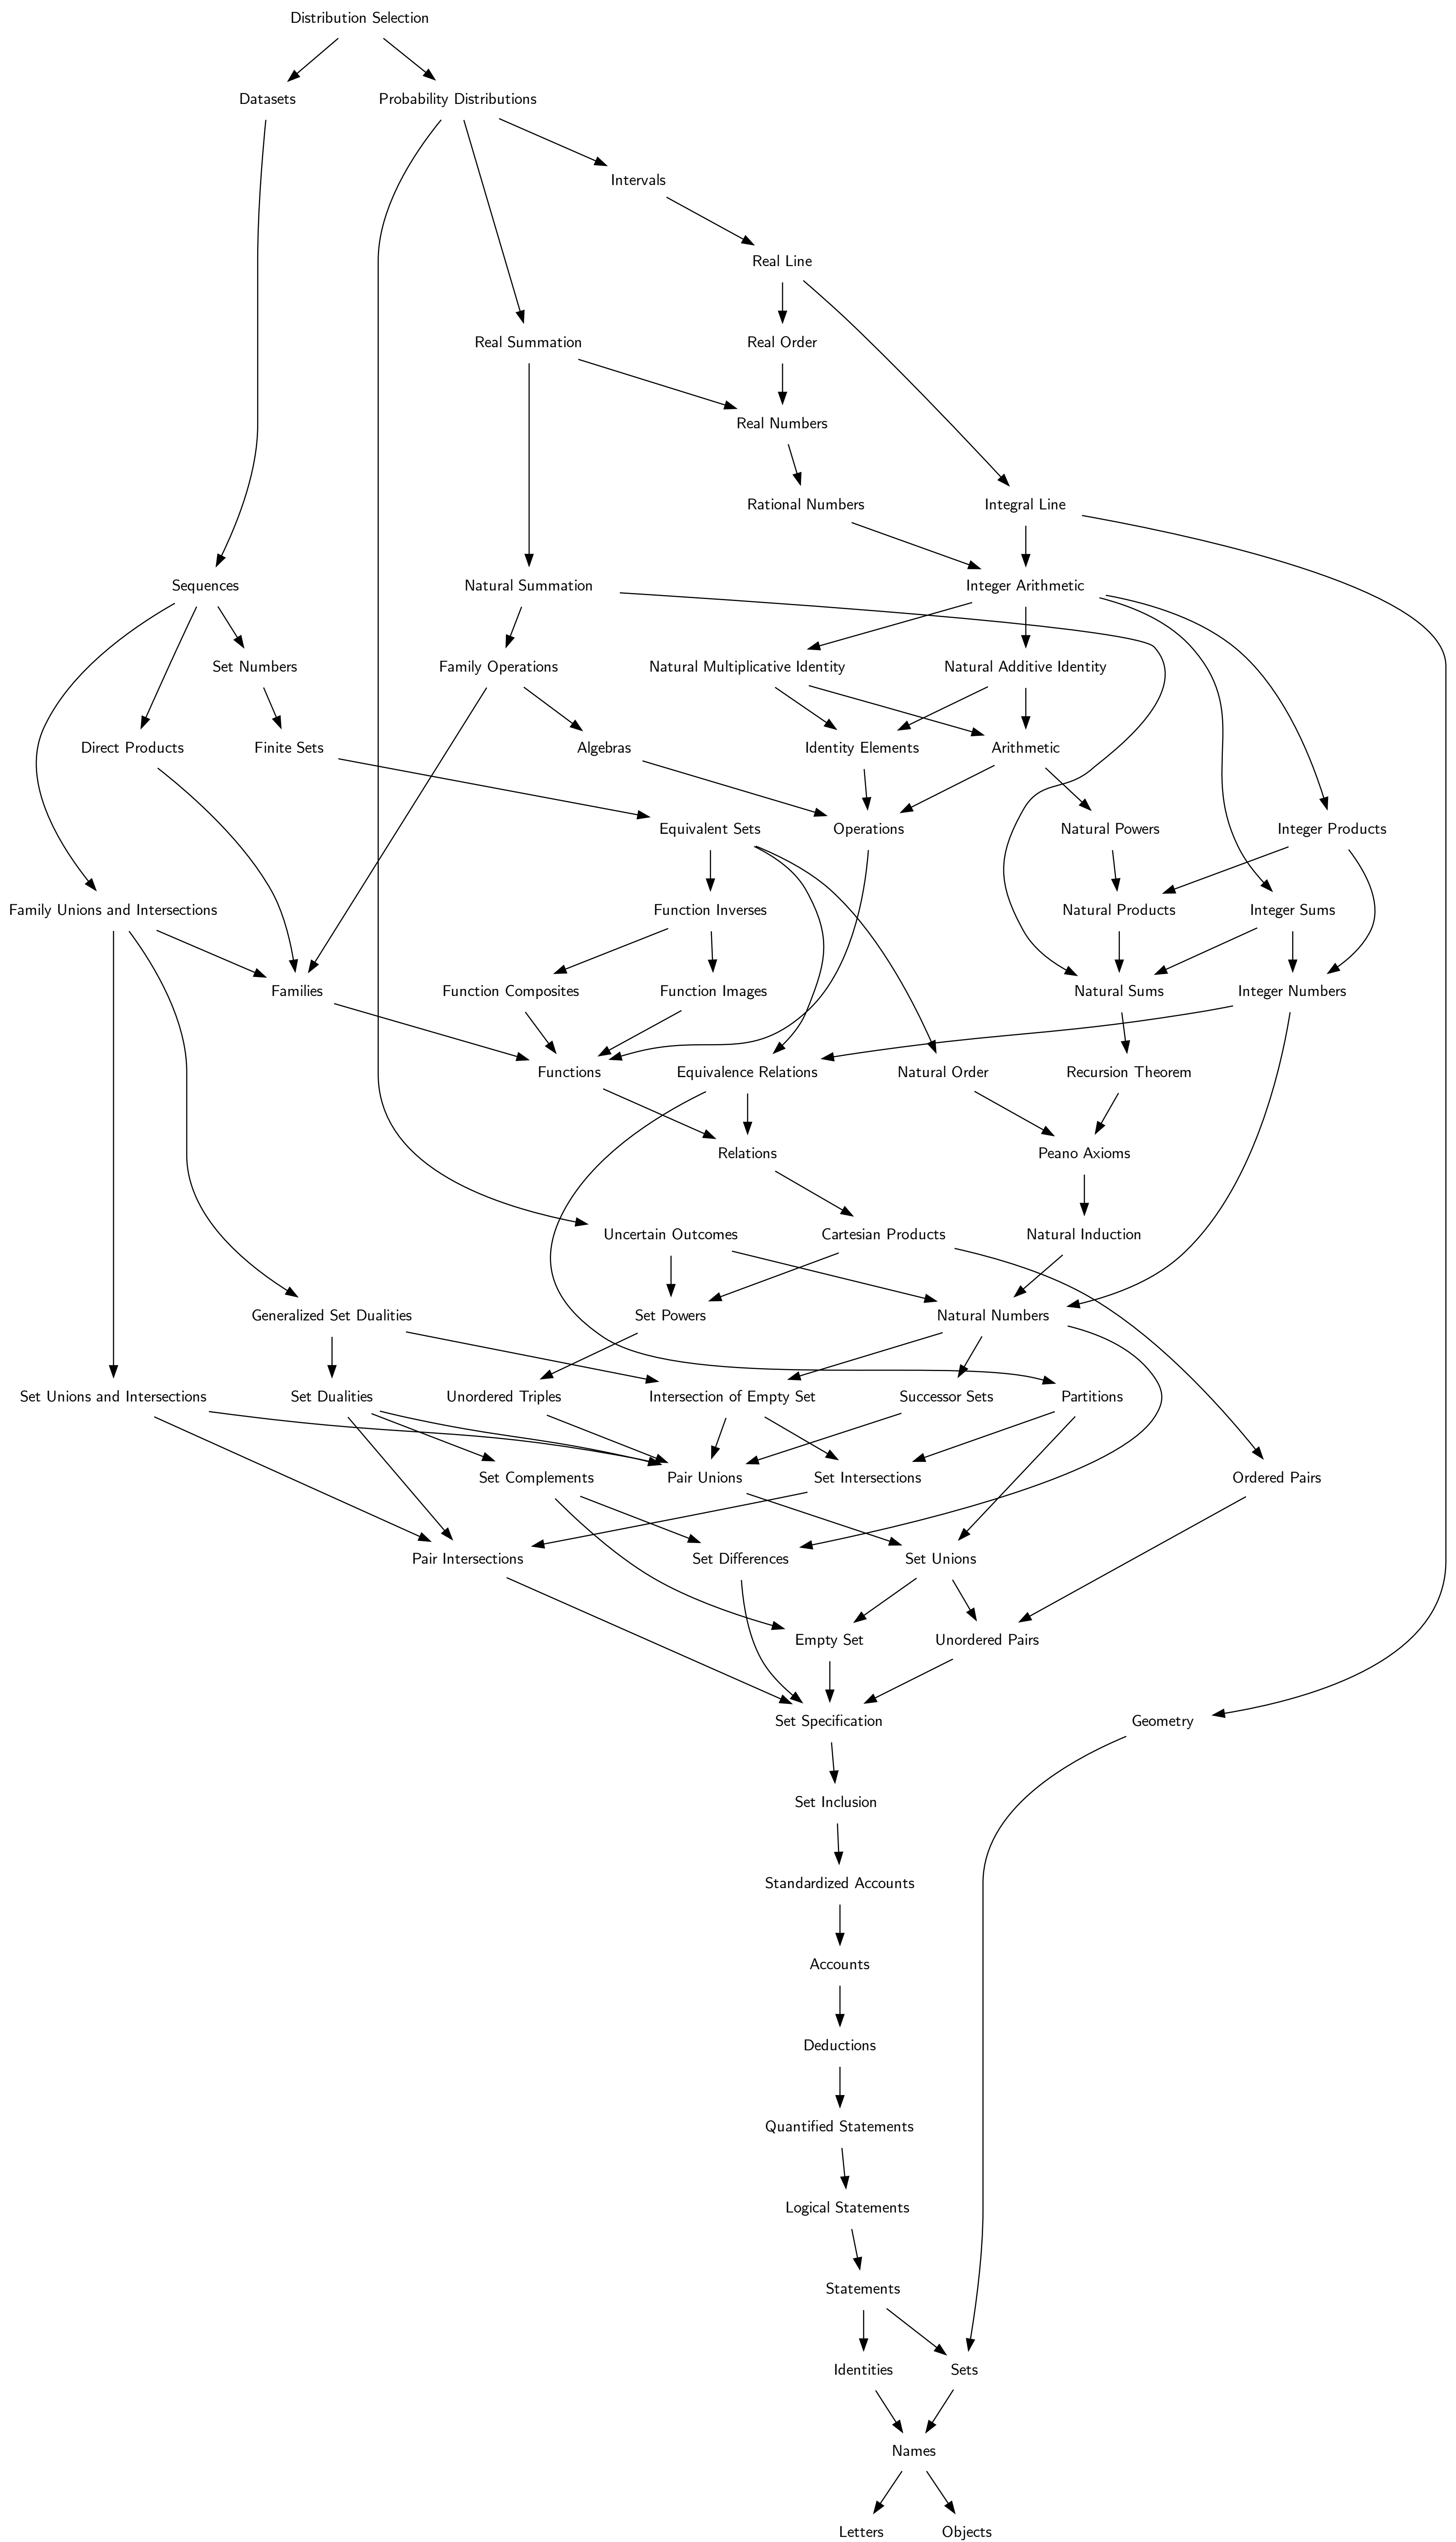 Distribution Selection
Datasets
Probability Distributions
Intervals
Real Line
Real Summation
Real Order
Real Numbers
Rational Numbers
Integral Line
Sequences
Natural Summation
Integer Arithmetic
Set Numbers
Family Operations
Natural Multiplicative Identity
Natural Additive Identity
Direct Products
Finite Sets
Algebras
Identity Elements
Arithmetic
Equivalent Sets
Operations
Natural Powers
Integer Products
Family Unions and Intersections
Function Inverses
Natural Products
Integer Sums
Families
Function Composites
Function Images
Natural Sums
Integer Numbers
Functions
Equivalence Relations
Natural Order
Recursion Theorem
Relations
Peano Axioms
Uncertain Outcomes
Cartesian Products
Natural Induction
Generalized Set Dualities
Set Powers
Natural Numbers
Set Unions and Intersections
Set Dualities
Unordered Triples
Intersection of Empty Set
Successor Sets
Partitions
Set Complements
Pair Unions
Set Intersections
Ordered Pairs
Pair Intersections
Set Differences
Set Unions
Empty Set
Unordered Pairs
Set Specification
Geometry
Set Inclusion
Standardized Accounts
Accounts
Deductions
Quantified Statements
Logical Statements
Statements
Identities
Sets
Names
Letters
Objects